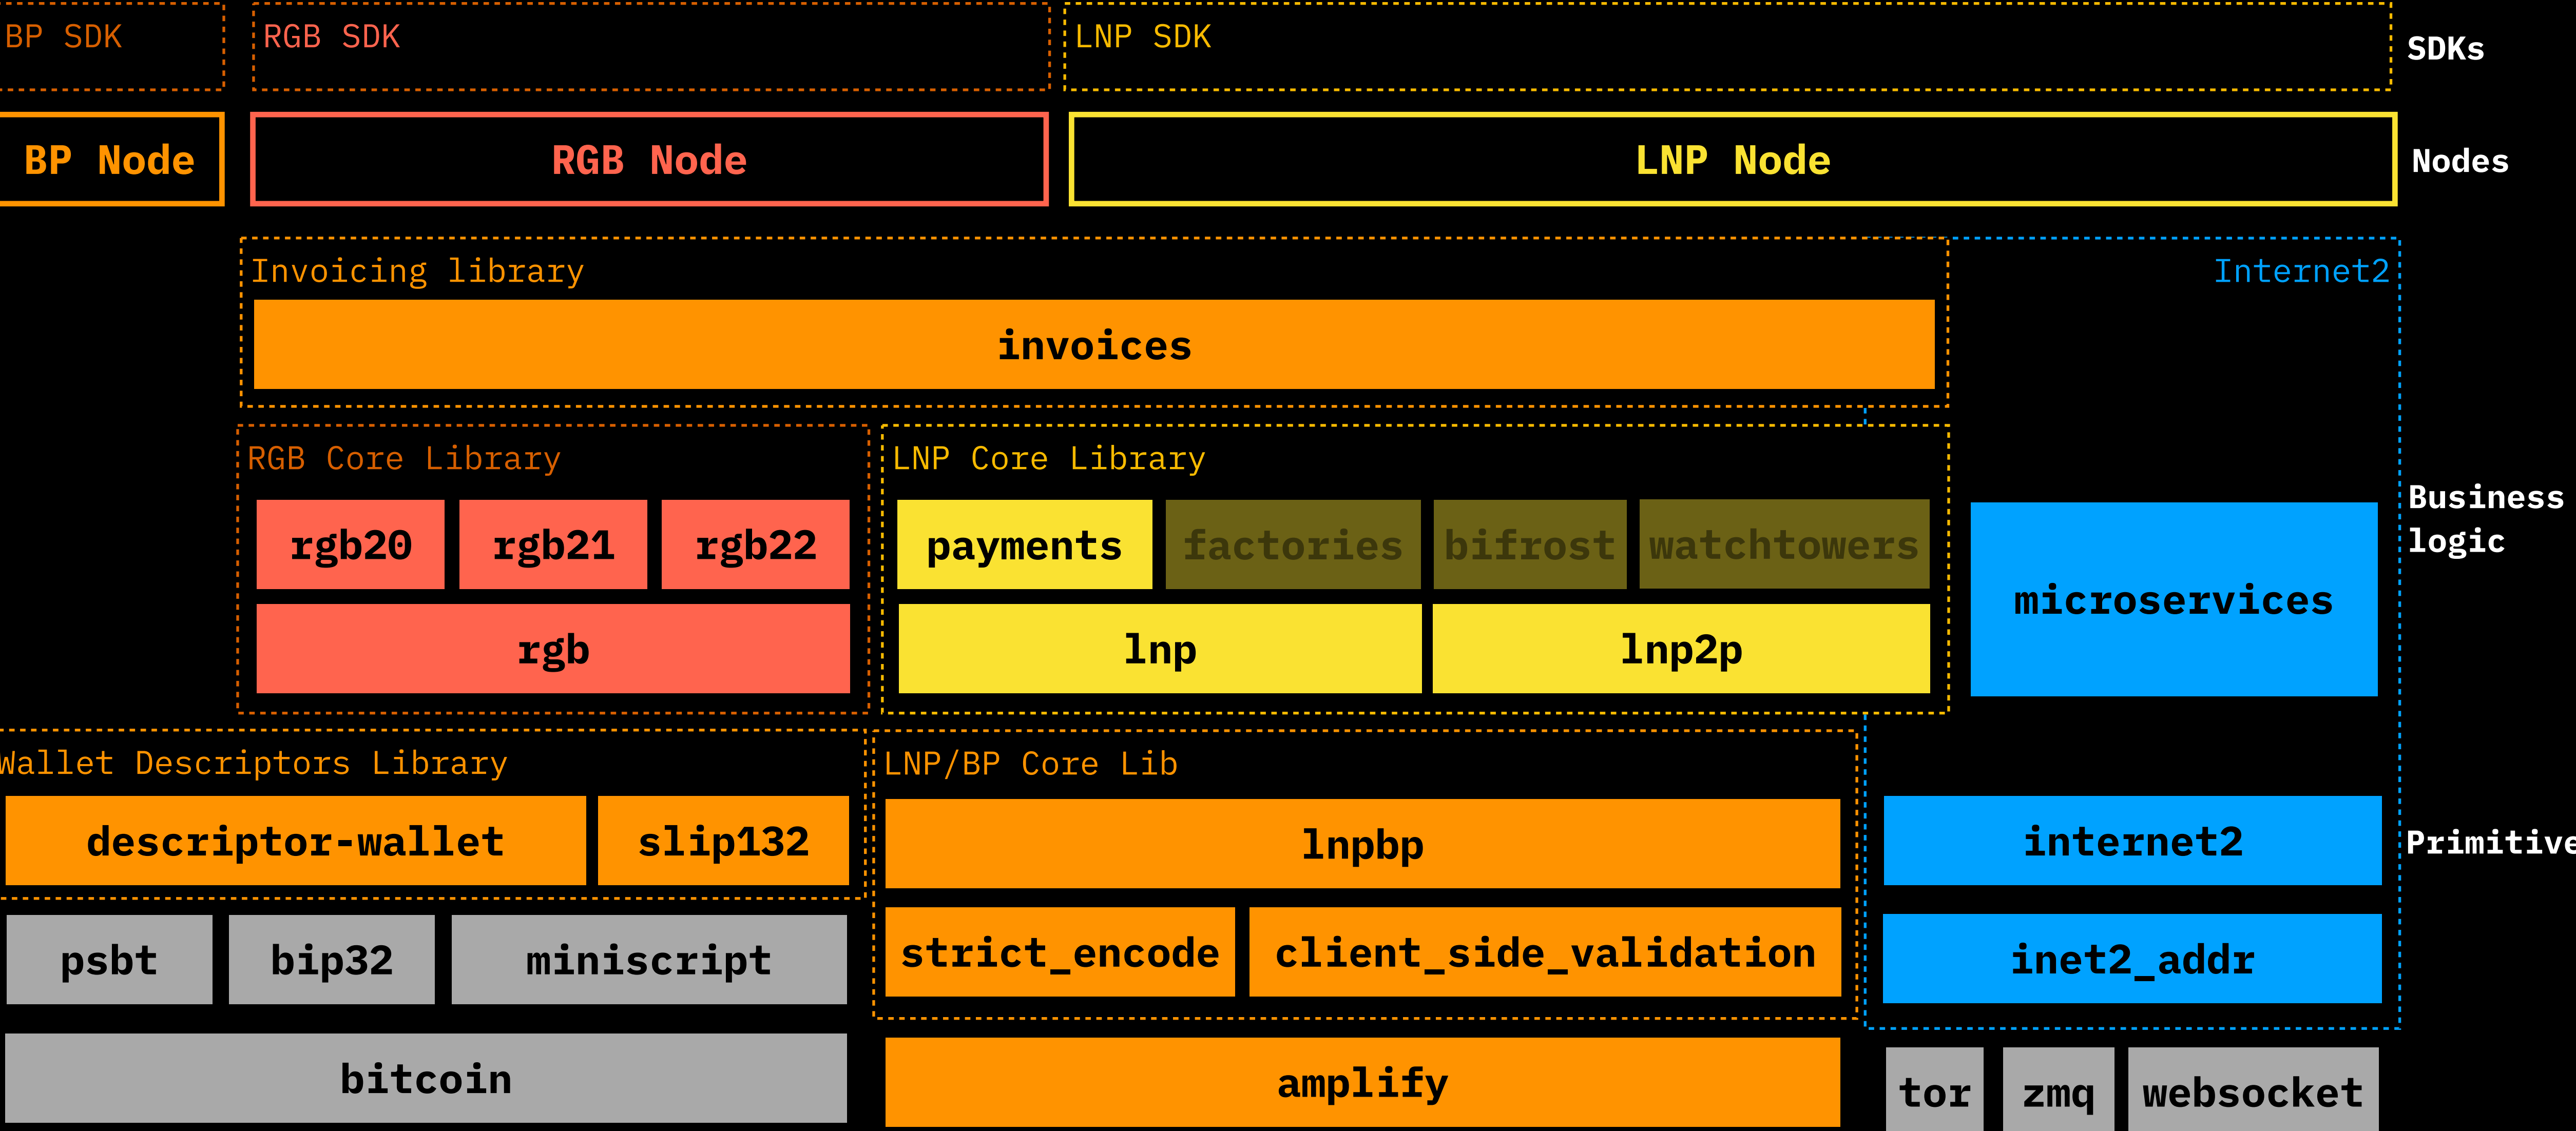 BP SDK
RGB SDK
LNP SDK
SDKs
BP Node
RGB Node
LNP Node
Nodes
Invoicing library
Internet2
invoices
RGB Core Library
LNP Core Library
Business
logic
rgb20
rgb21
rgb22
payments
factories
bifrost
watchtowers
microservices
rgb
lnp
lnp2p
Wallet Descriptors Library
LNP/BP Core Lib
descriptor-wallet
slip132
lnpbp
internet2
Primitive
psbt
bip32
miniscript
strict_encode
client_side_validation
inet2_addr
bitcoin
amplify
tor
zmq
websocket